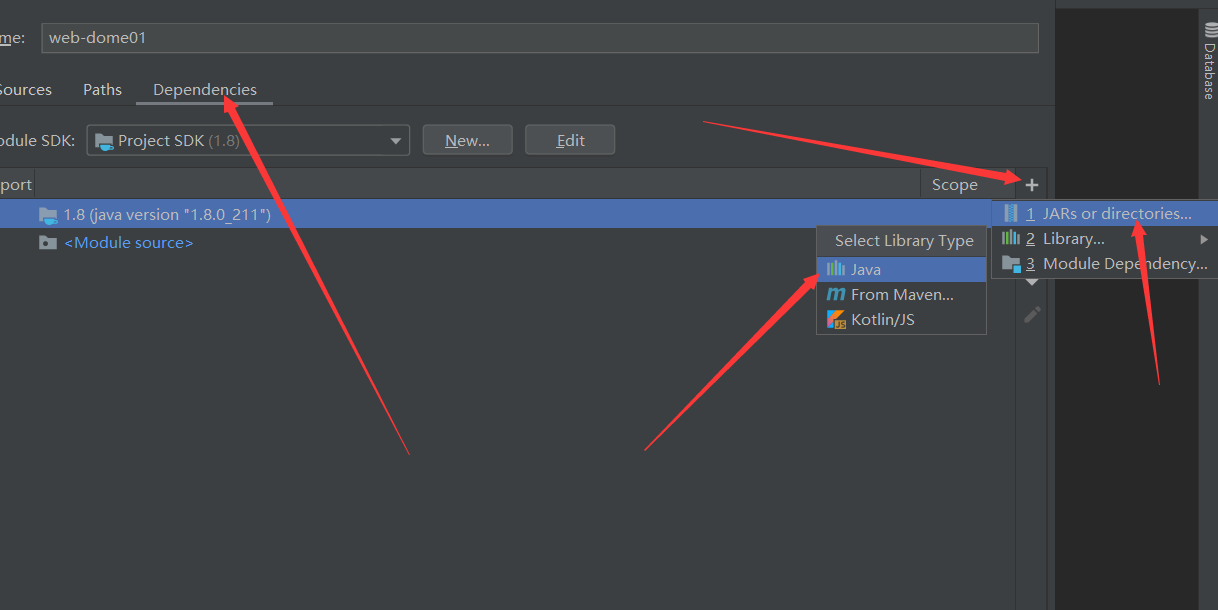 me:
web-dome01
Sources
Paths
Dependencies
odule SDK:
Project SDK (1.8)
New...
Edit
port
Scope
1.8 (java version "1.8.0_211")
<Module source>
1 JARs or directories...
2 Library...
3 Module Dependency...
Select Library Type
Java
From Maven...
Kotlin/JS
Database